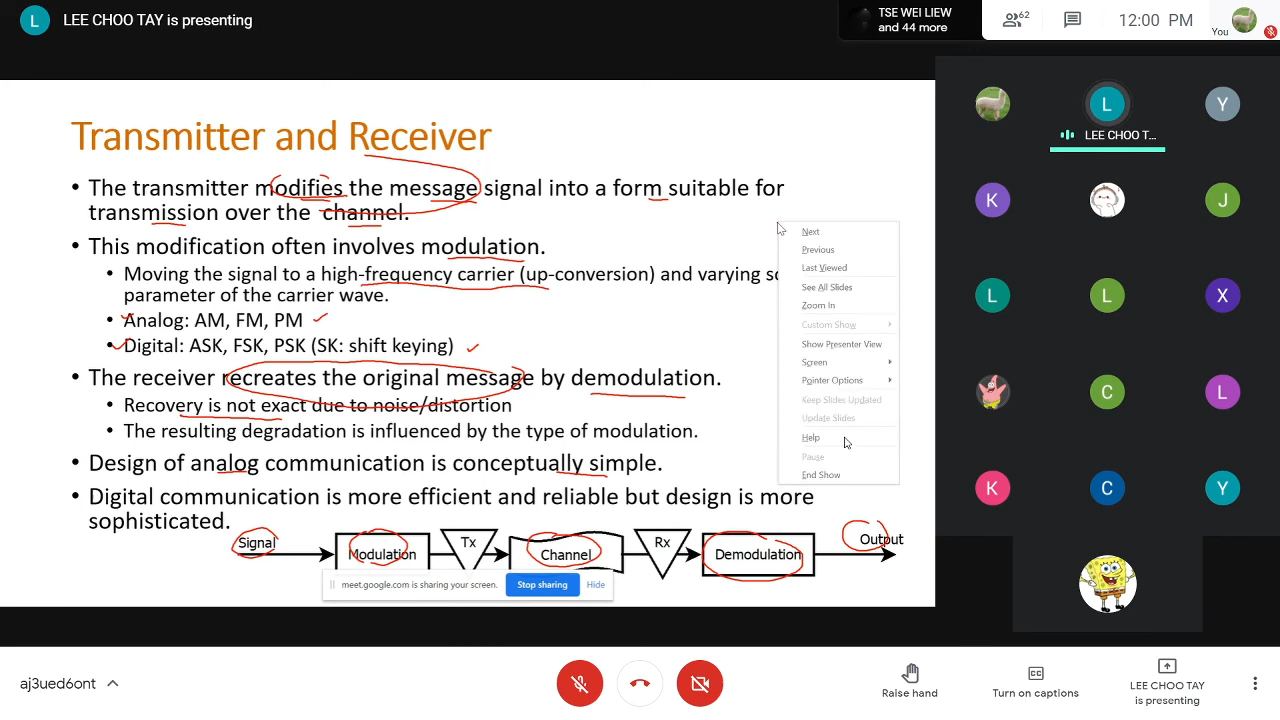 L LEE CHOO TAY is presenting
TSE WEI LIEW
and 44 more
62
12:00 PM
You
Transmitter and Receiver
• The transmitter modifies the message signal into a form suitable for
transmission over the channel.
• This modification often involves modulation.
• Moving the signal to a high-frequency carrier (up-conversion) and varying
parameter of the carrier wave.
• Analog: AM, FM, PM
• Digital: ASK, FSK, PSK (SK: shift keying)
• The receiver recreates the original message by demodulation.
• Recovery is not exact due to noise/distortion
• The resulting degradation is influenced by the type of modulation.
• Design of analog communication is conceptually simple.
• Digital communication is more efficient and reliable but design is more
sophisticated.
Signal
Modulation
Tx
Channel
Rx
Demodulation
Output
meet.google.com is sharing your screen.
Stop sharing
Hide
Next
Previous
Last Viewed
See All Slides
Zoom In
Custom Show
Show Presenter View
Screen
Pointer Options
Keep Slides Updated
Update Slides
Help
Pause
End Show
L
Y
LEE CHOO T...
K
J
L
L
X
C
L
K
C
Y
aj3ued6ont
Raise hand
CC
Turn on captions
LEE CHOO TAY
is presenting